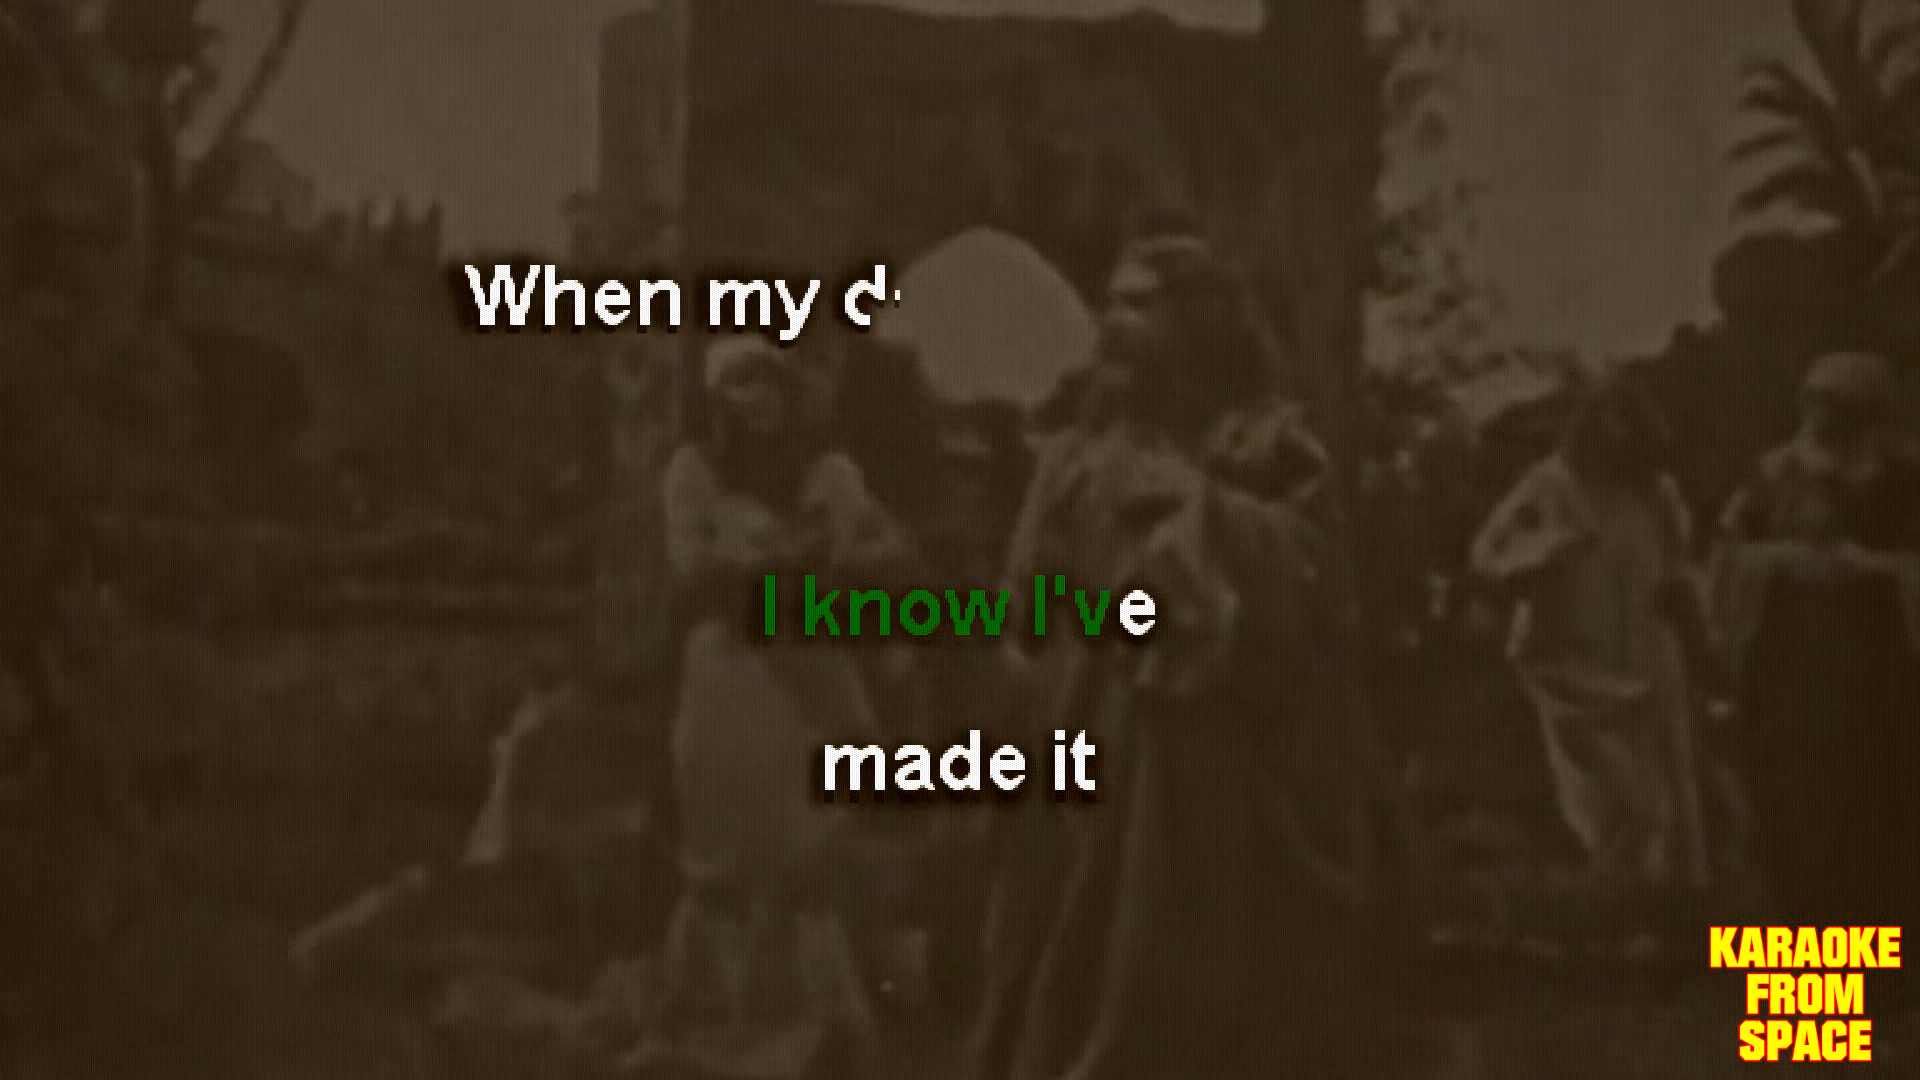 When my
I know I've
made it
KARAOKE
FROM
SPACE